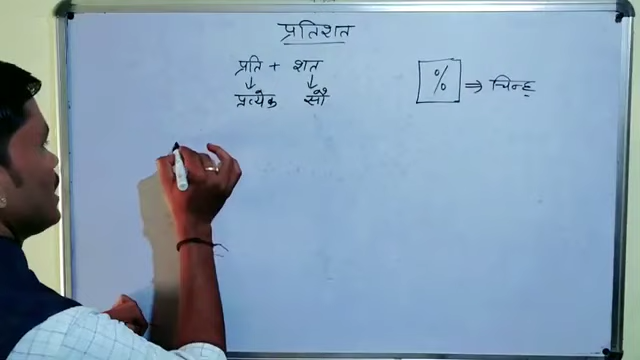 प्रतिशत
प्रति + शत
↓ ↓
प्रत्येक सौ
% ⇒ चिन्ह